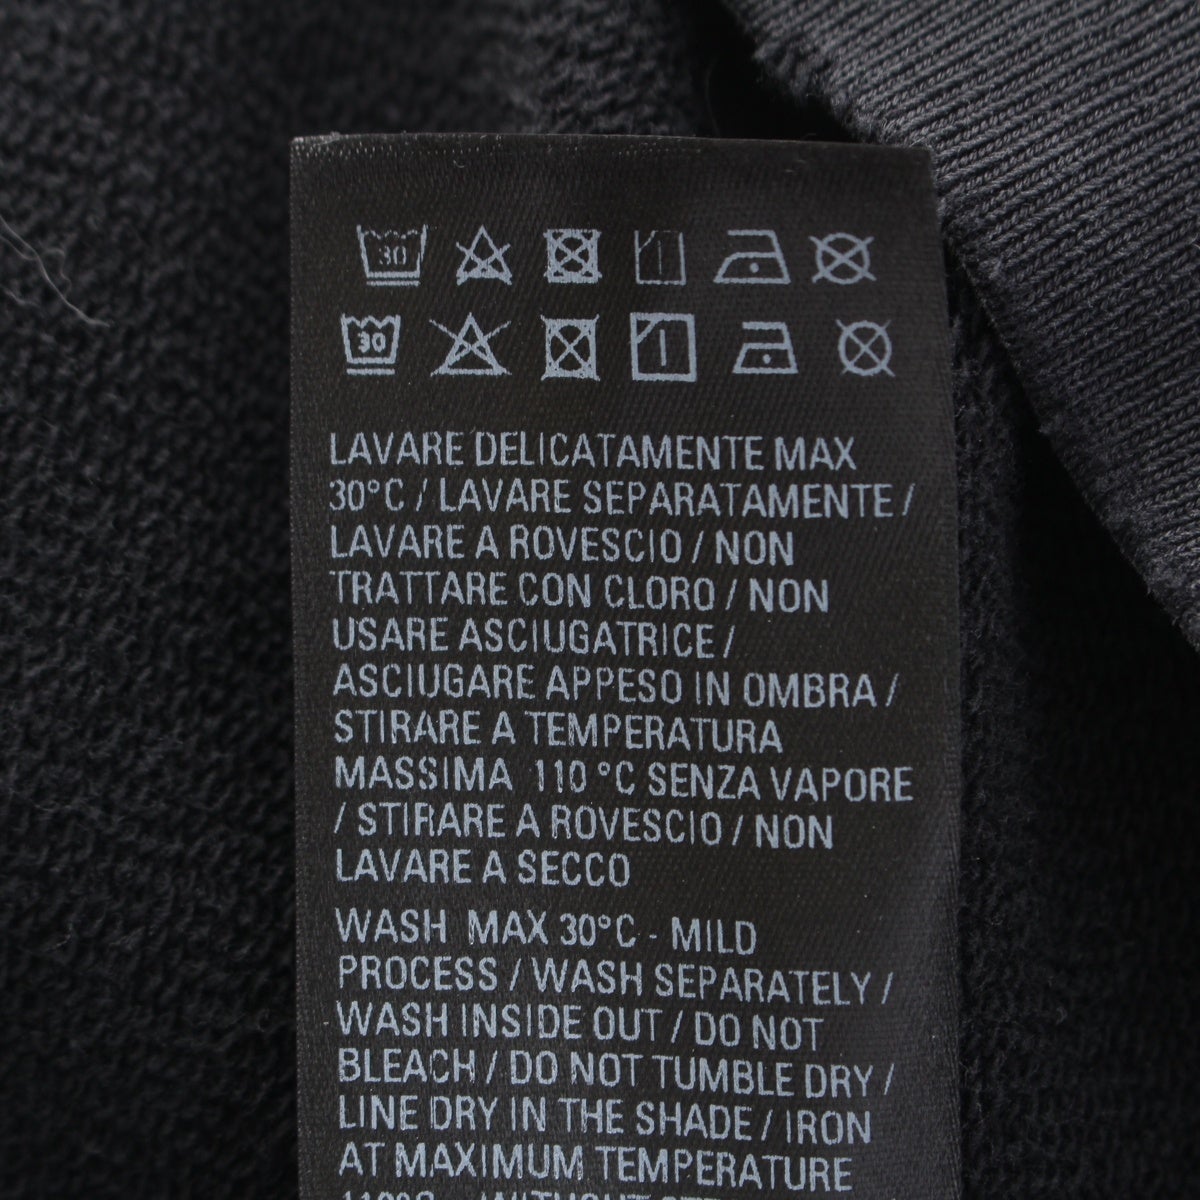 30
30
LAVARE DELICATAMENTE MAX
30°C / LAVARE SEPARATAMENTE /
LAVARE A ROVESCIO / NON
TRATTARE CON CLORO / NON
USARE ASCIUGATRICE /
ASCIUGARE APPESO IN OMBRA /
STIRARE A TEMPERATURA
MASSIMA 110 °C SENZA VAPORE
/ STIRARE A ROVESCIO / NON
LAVARE A SECCO
WASH MAX 30°C - MILD
PROCESS / WASH SEPARATELY /
WASH INSIDE OUT / DO NOT
BLEACH / DO NOT TUMBLE DRY /
LINE DRY IN THE SHADE / IRON
AT MAXIMUM TEMPERATURE